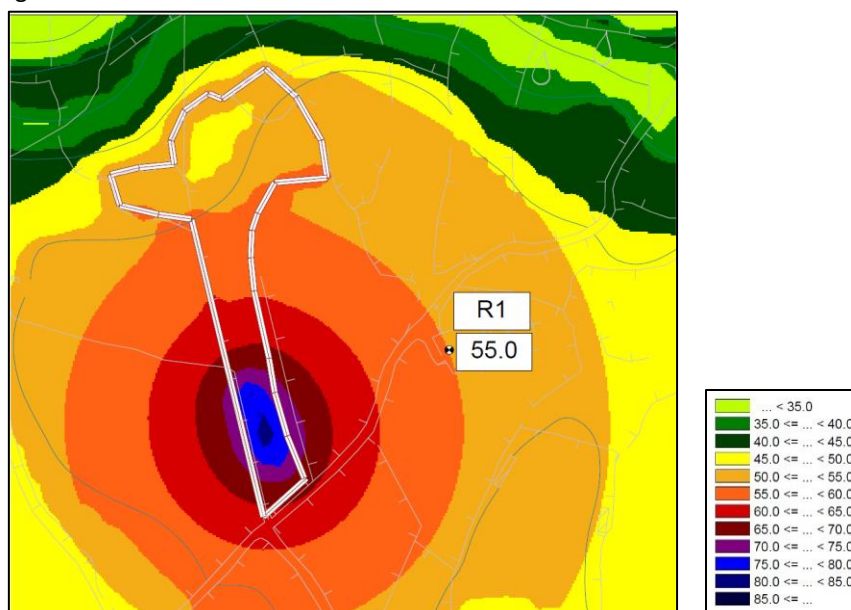 R1
55.0
... < 35.0
35.0 <= ... < 40.0
40.0 <= ... < 45.0
45.0 <= ... < 50.0
50.0 <= ... < 55.0
55.0 <= ... < 60.0
60.0 <= ... < 65.0
65.0 <= ... < 70.0
70.0 <= ... < 75.0
75.0 <= ... < 80.0
80.0 <= ... < 85.0
85.0 <= ...